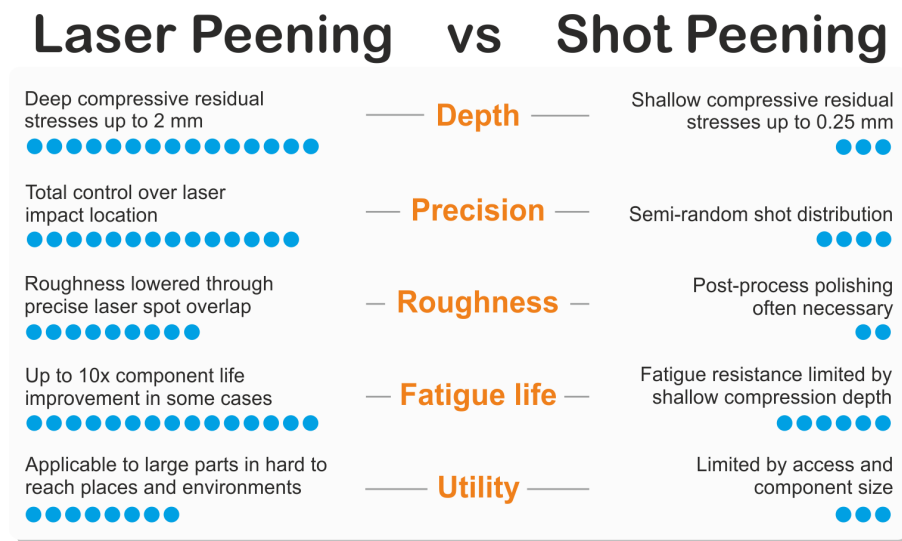 Laser Peening vs Shot Peening
Deep compressive residual
stresses up to 2 mm
Depth
Shallow compressive residual
stresses up to 0.25 mm
Total control over laser
impact location
Precision
Semi-random shot distribution
Roughness lowered through
precise laser spot overlap
Roughness
Post-process polishing
often necessary
Up to 10x component life
improvement in some cases
Fatigue life
Fatigue resistance limited by
shallow compression depth
Applicable to large parts in hard to
reach places and environments
Utility
Limited by access and
component size